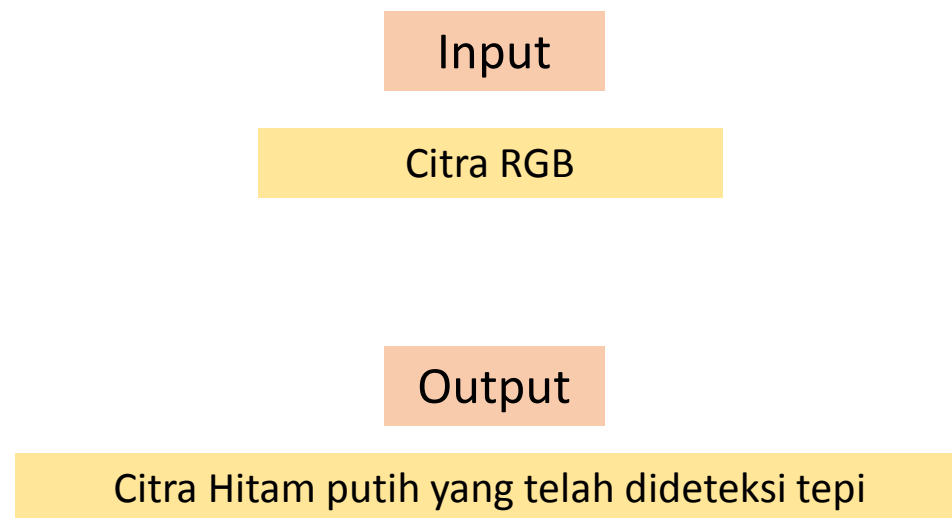 Input
Citra RGB
Output
Citra Hitam putih yang telah dideteksi tepi